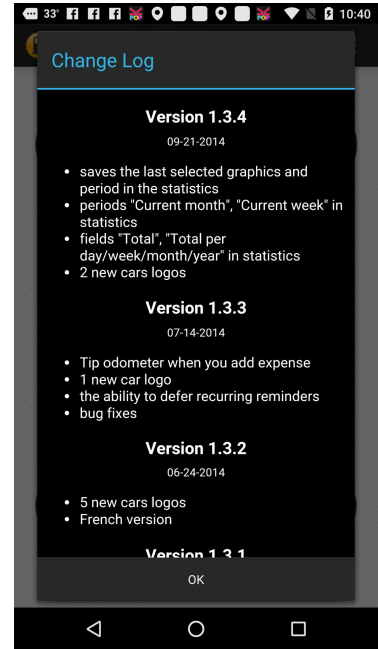 33°
10:40
Change Log
Version 1.3.4
09-21-2014
• saves the last selected graphics and
period in the statistics
• periods "Current month", "Current week" in
statistics
• fields "Total", "Total per
day/week/month/year" in statistics
• 2 new cars logos
Version 1.3.3
07-14-2014
• Tip odometer when you add expense
• 1 new car logo
• the ability to defer recurring reminders
• bug fixes
Version 1.3.2
06-24-2014
• 5 new cars logos
• French version
Version 1.3.1
OK